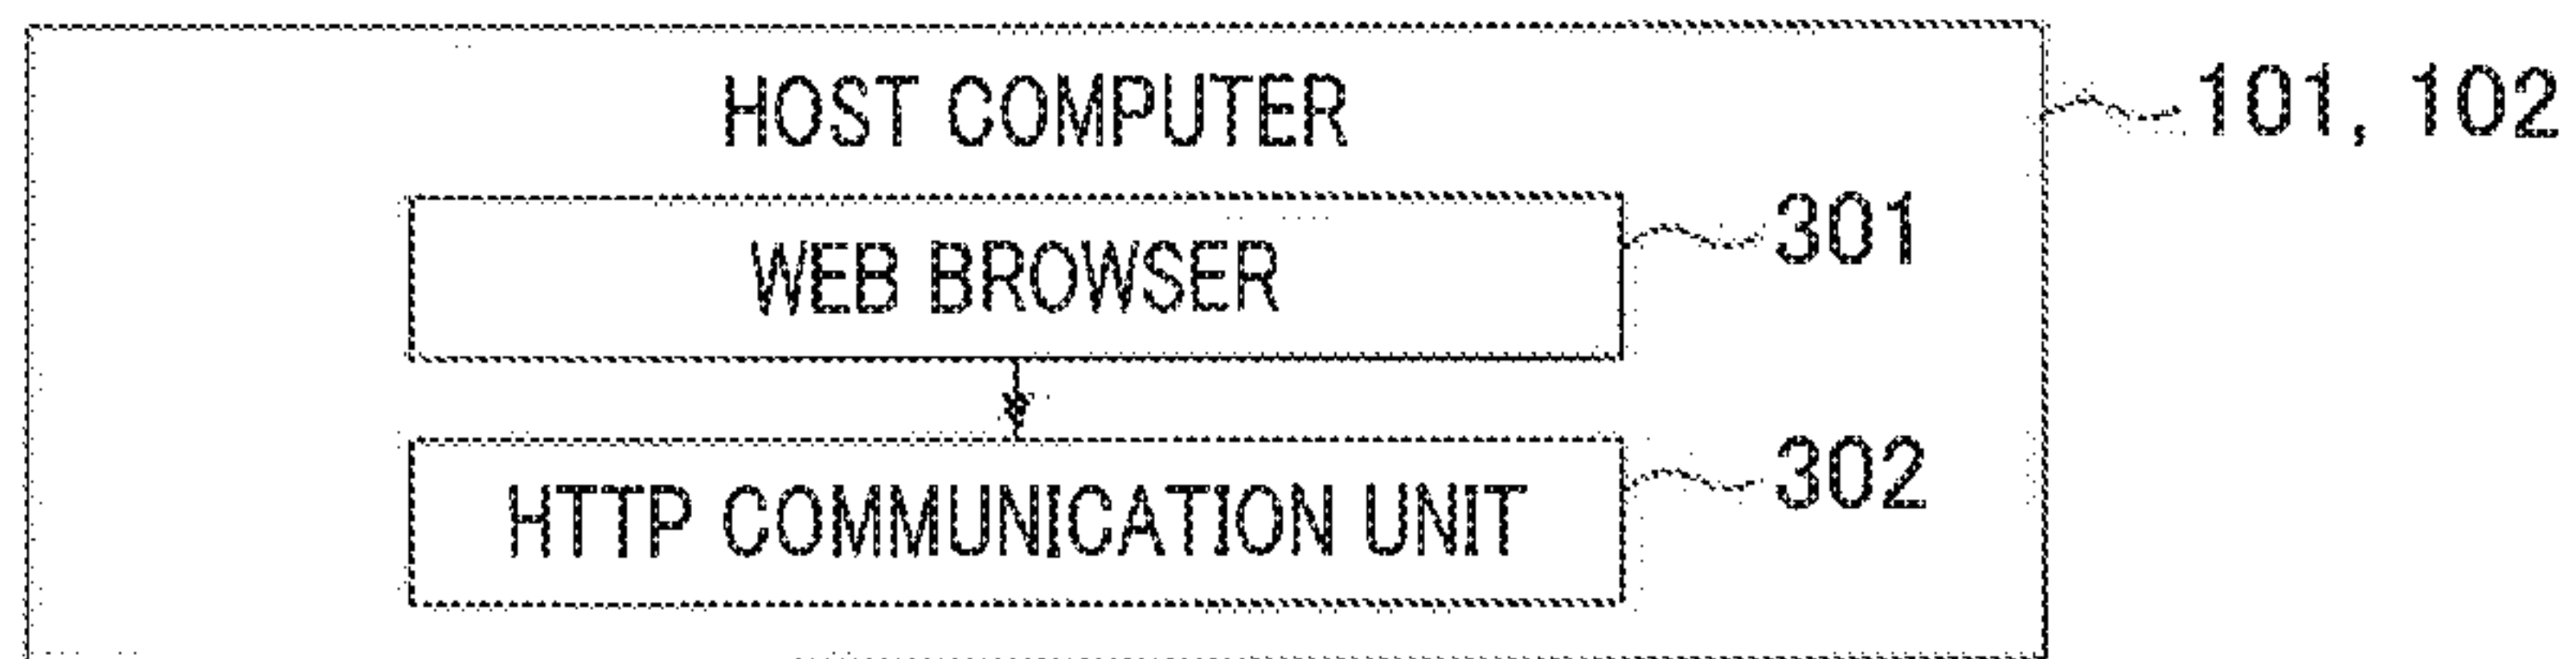 HOST COMPUTER
101, 102
WEB BROWSER
301
HTTP COMMUNICATION UNIT
302